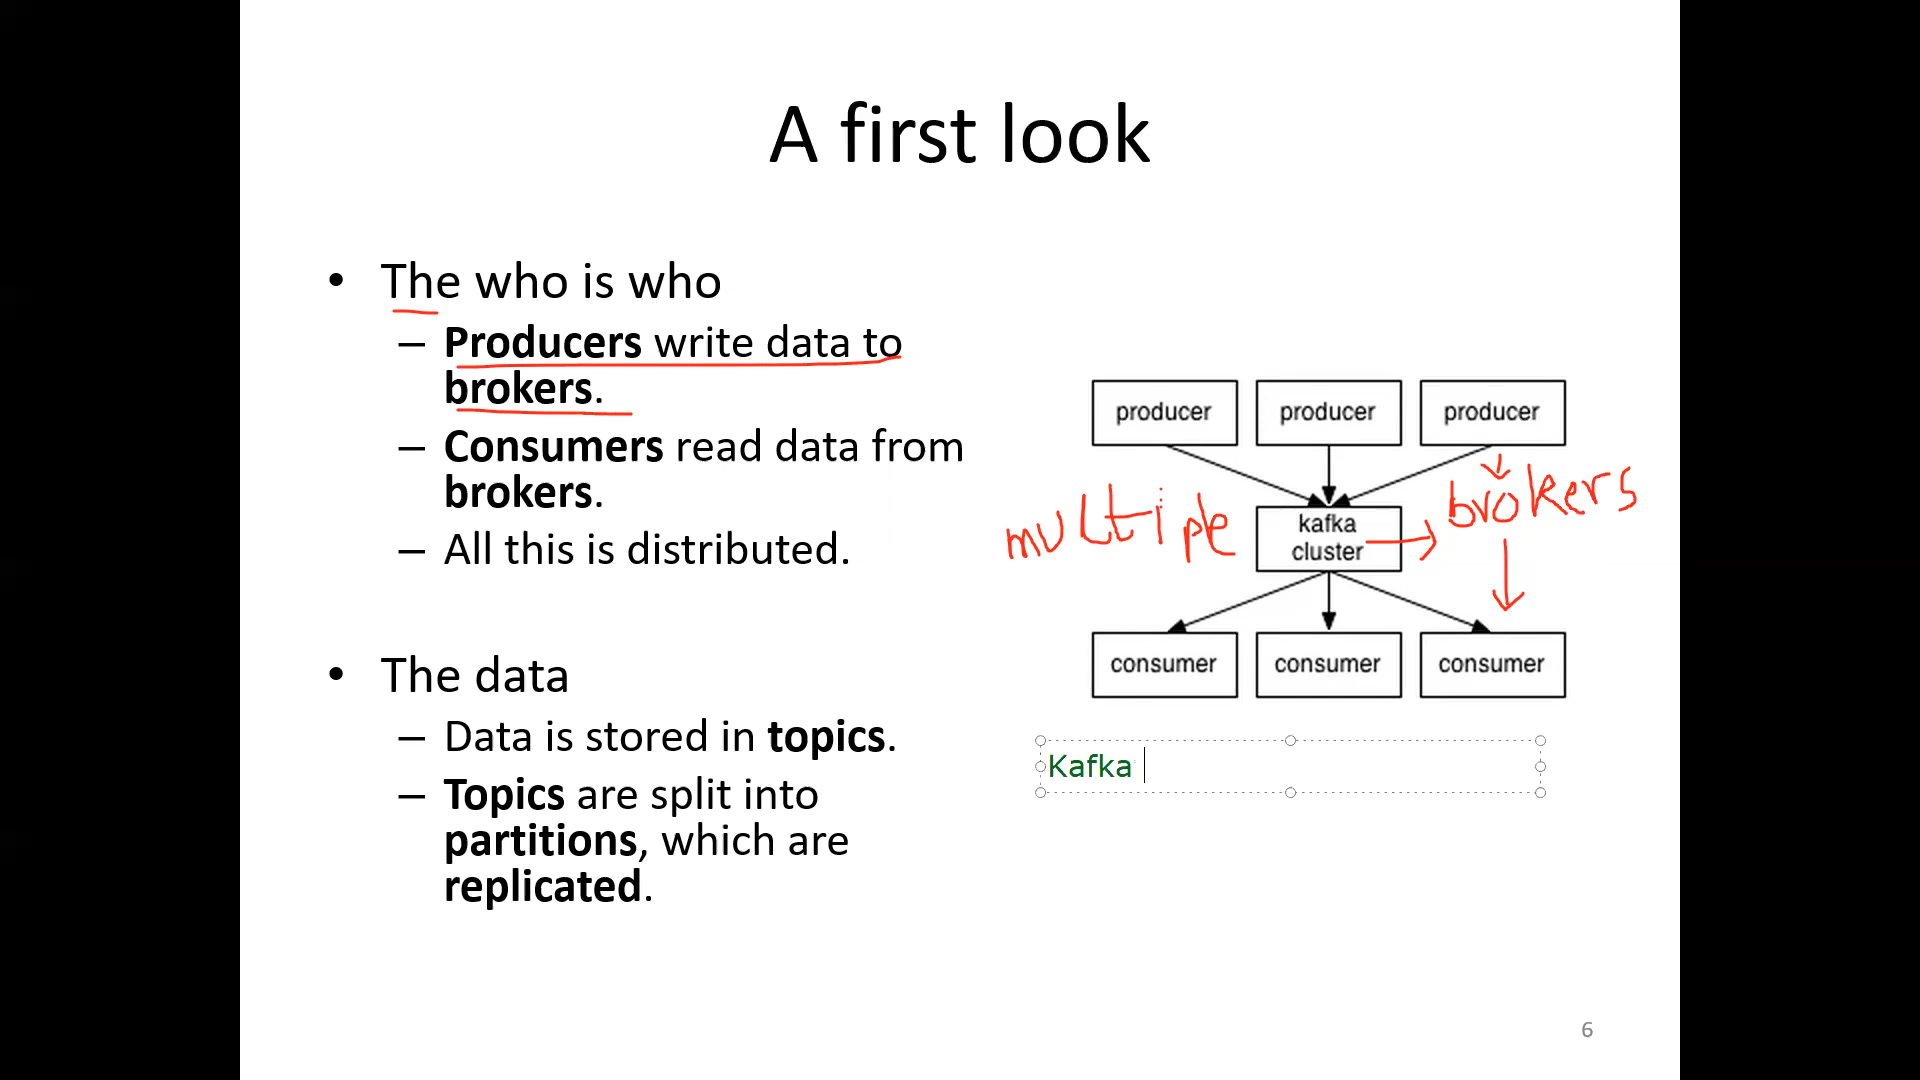 A first look
• The who is who
– Producers write data to
brokers.
– Consumers read data from
brokers.
– All this is distributed.
• The data
– Data is stored in topics.
– Topics are split into
partitions, which are
replicated.
producer producer producer
multiple
kafka
cluster
brokers
consumer consumer consumer
Kafka
6